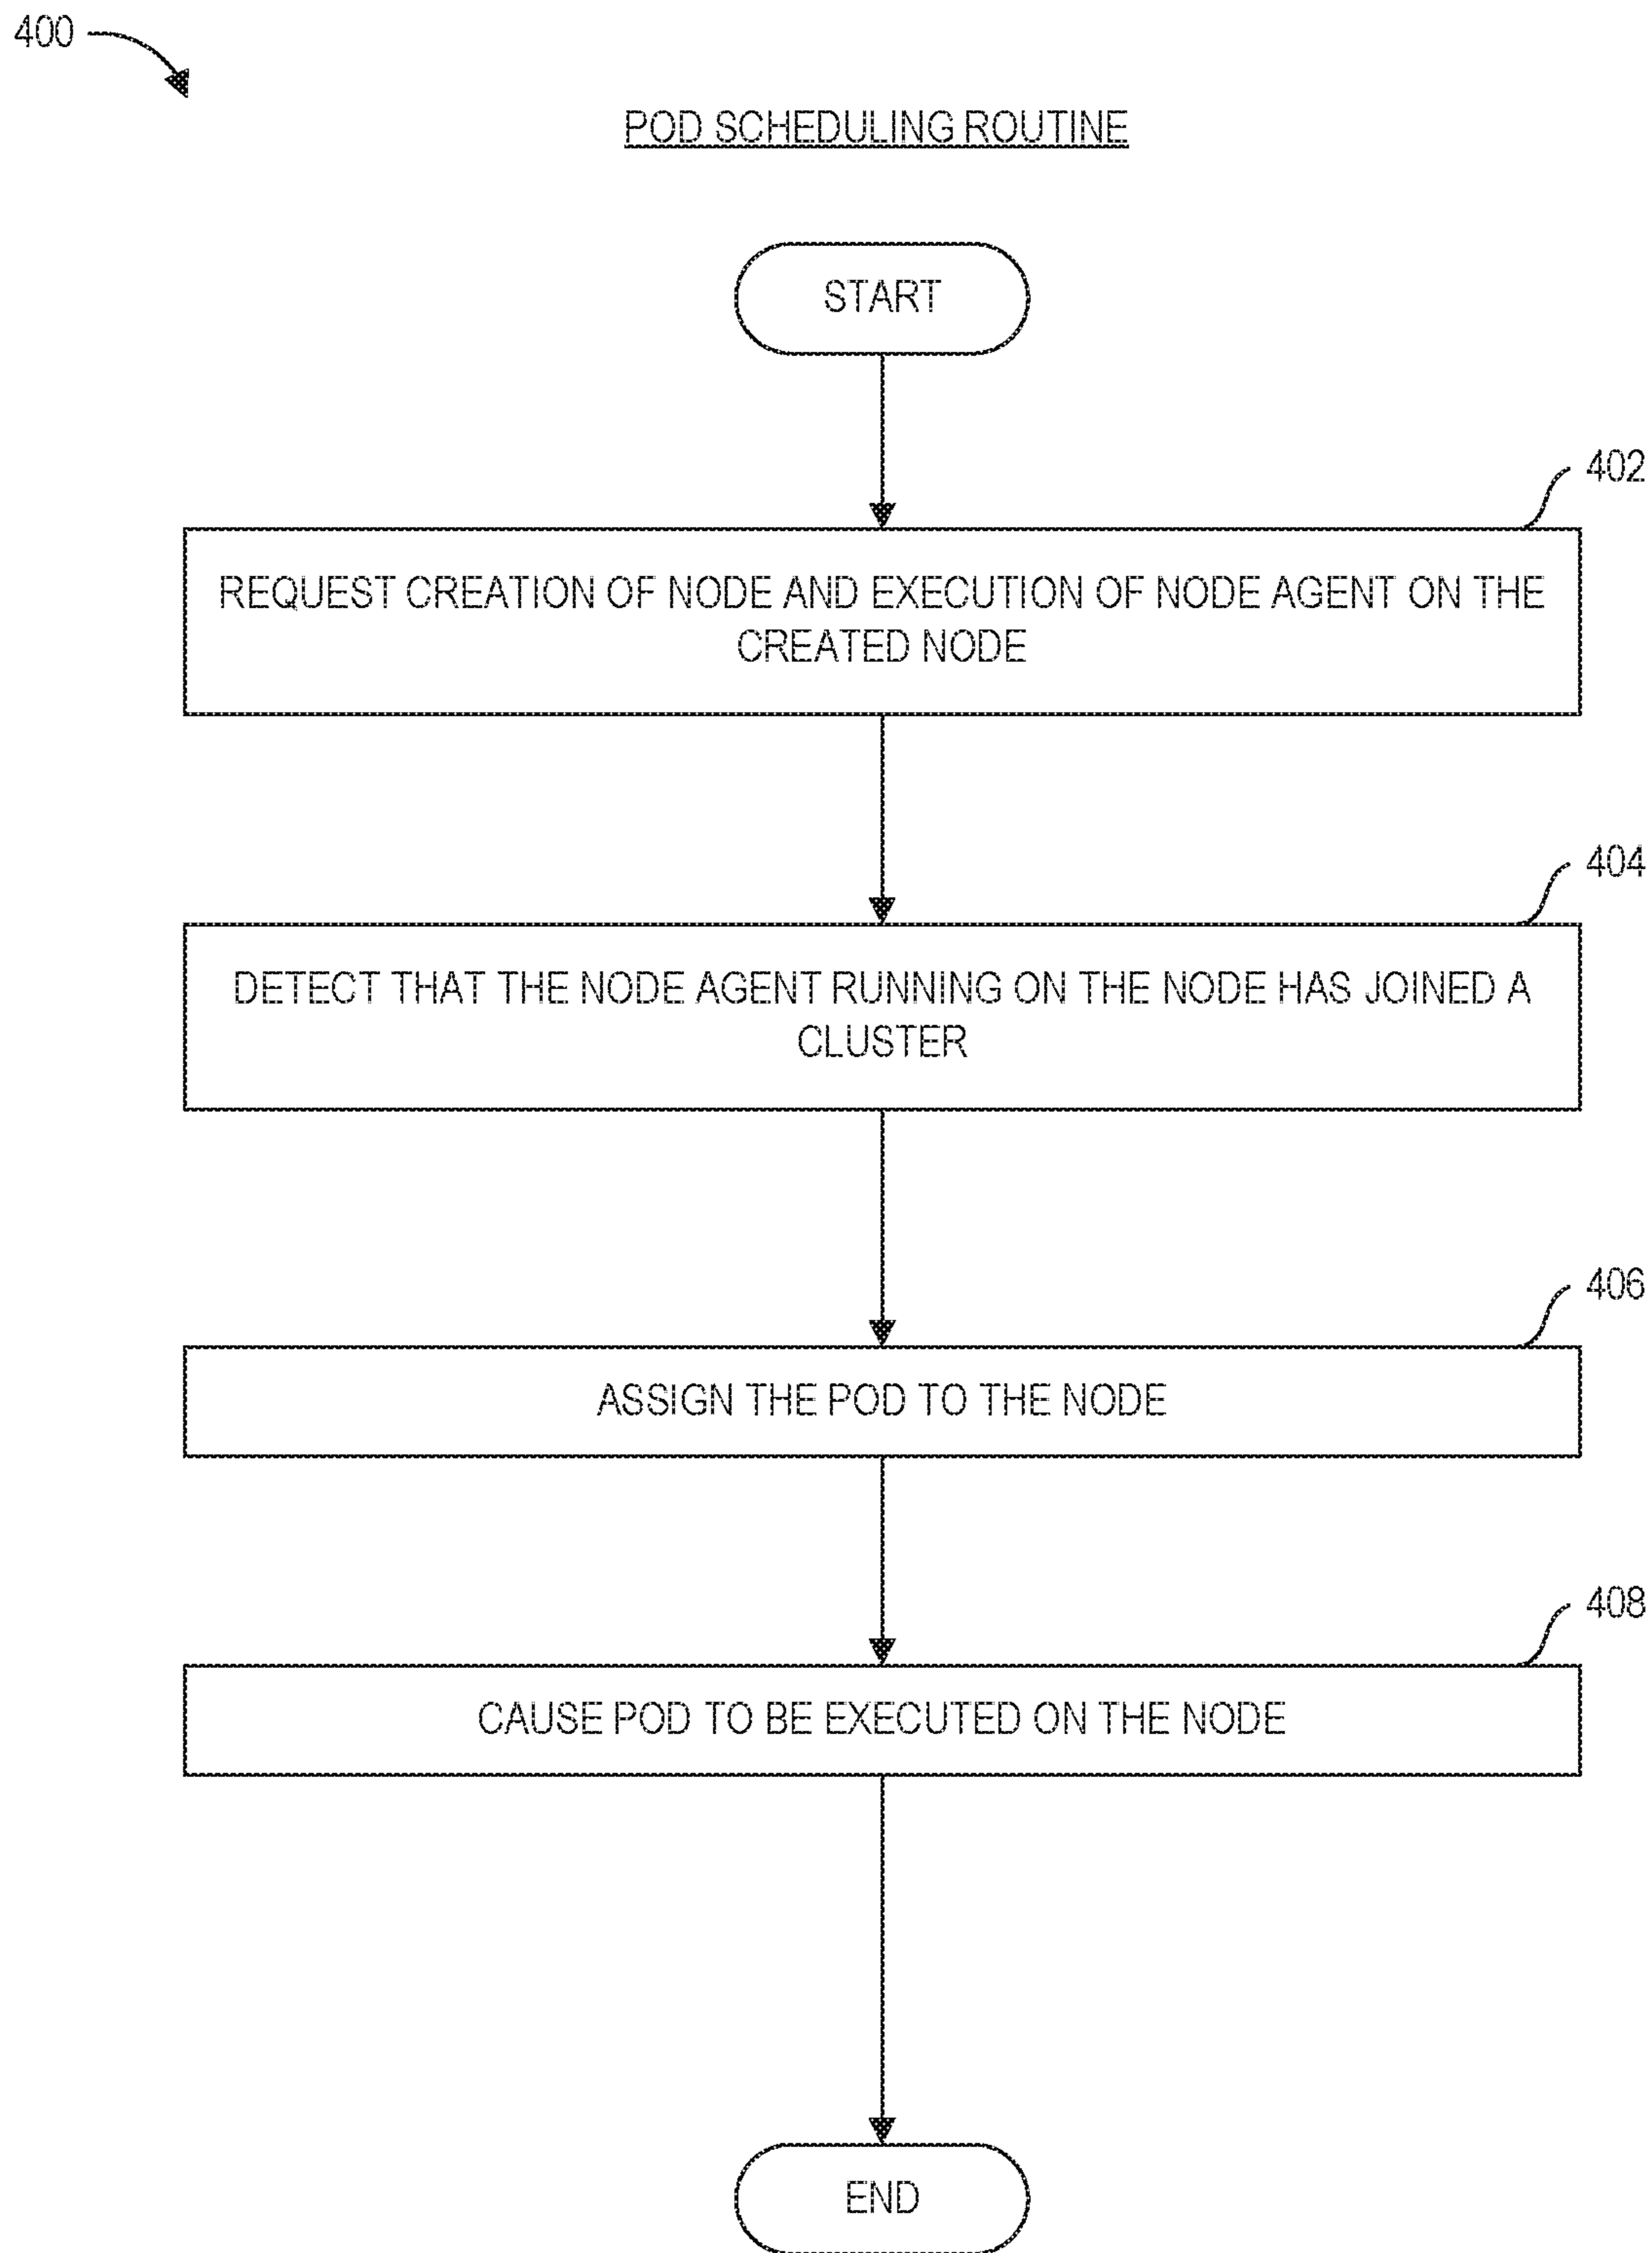 400
POD SCHEDULING ROUTINE
START
402
REQUEST CREATION OF NODE AND EXECUTION OF NODE AGENT ON THE
CREATED NODE
404
DETECT THAT THE NODE AGENT RUNNING ON THE NODE HAS JOINED A
CLUSTER
406
ASSIGN THE POD TO THE NODE
408
CAUSE POD TO BE EXECUTED ON THE NODE
END